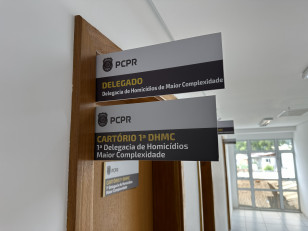 PCPR
DELEGADO
Delegacia de Homicídios de Maior Complexidade
PCPR
CARTÓRIO 1ª DHMC
1ª Delegacia de Homicídios
Maior Complexidade